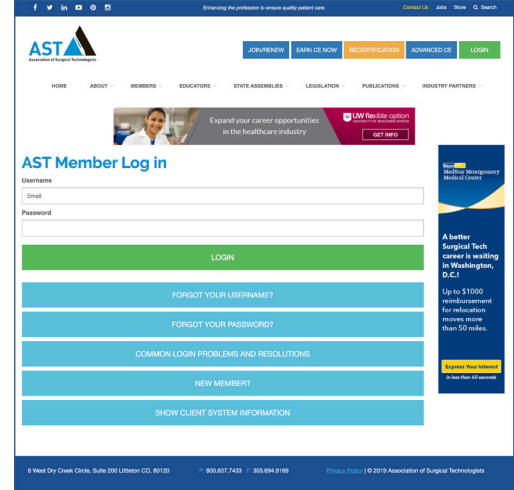 Enhancing the profession to ensure quality patient care.
Contact Us Jobs Store Search
AST
Association of Surgical Technologists
JOIN/RENEW EARN CE NOW RECERTIFICATION ADVANCED CE LOGIN
HOME ABOUT MEMBERS EDUCATORS STATE ASSEMBLIES LEGISLATION PUBLICATIONS INDUSTRY PARTNERS
Expand your career opportunities
in the healthcare industry
UW flexible option
UNIVERSITY OF WISCONSIN SYSTEM
GET INFO
AST Member Log in
Username
Email
Password
LOGIN
FORGOT YOUR USERNAME?
FORGOT YOUR PASSWORD?
COMMON LOGIN PROBLEMS AND RESOLUTIONS
NEW MEMBER?
SHOW CLIENT SYSTEM INFORMATION
MedStar Montgomery
Medical Center
A better
Surgical Tech
career is waiting
in Washington,
D.C.!
Up to $1000
reimbursement
for relocation
moves more
than 50 miles.
Express Your Interest
in less than 60 seconds
6 West Dry Creek Circle, Suite 200 Littleton CO, 80120 P: 800.637.7433 F: 303.694.9169 Privacy Policy | © 2019 Association of Surgical Technologists